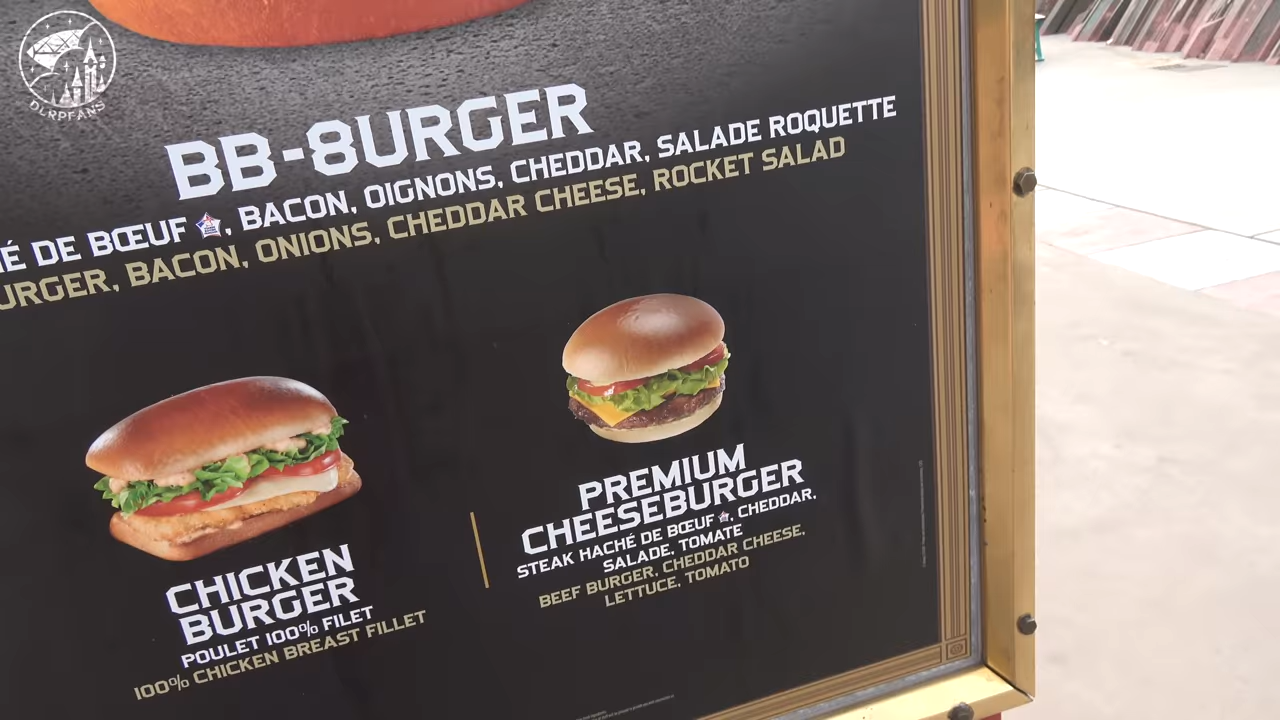 DLRPFANS
BB-8URGER
É DE BŒUF , BACON, OIGNONS, CHEDDAR, SALADE ROQUETTE
URGER, BACON, ONIONS, CHEDDAR CHEESE, ROCKET SALAD
CHICKEN
BURGER
POULET 100% FILET
100% CHICKEN BREAST FILLET
PREMIUM
CHEESEBURGER
STEAK HACHÉ DE BŒUF , CHEDDAR,
SALADE, TOMATE
BEEF BURGER, CHEDDAR CHEESE,
LETTUCE, TOMATO